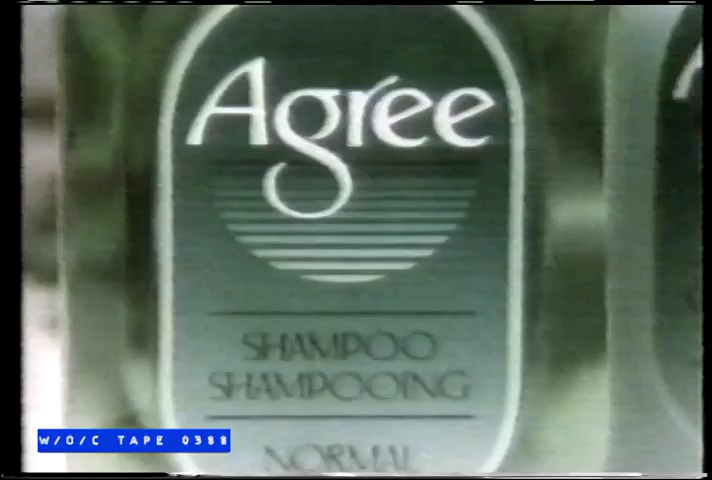 Agree
SHAMPOO
SHAMPOOING
NORMAL
W/O/C TAPE 0388